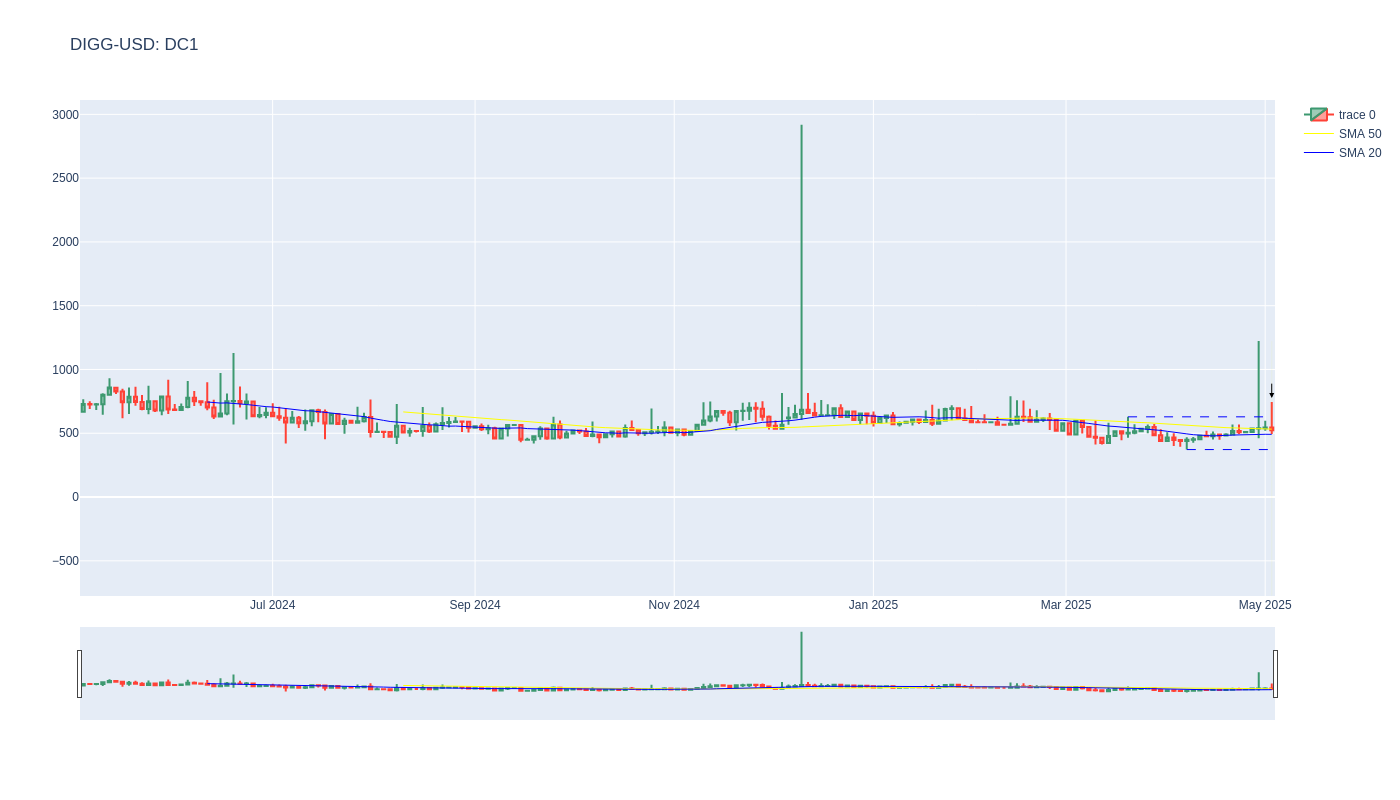 DIGG-USD: DC1
3000
2500
2000
1500
1000
500
0
−500
Jul 2024
Sep 2024
Nov 2024
Jan 2025
Mar 2025
May 2025
trace 0
SMA 50
SMA 20